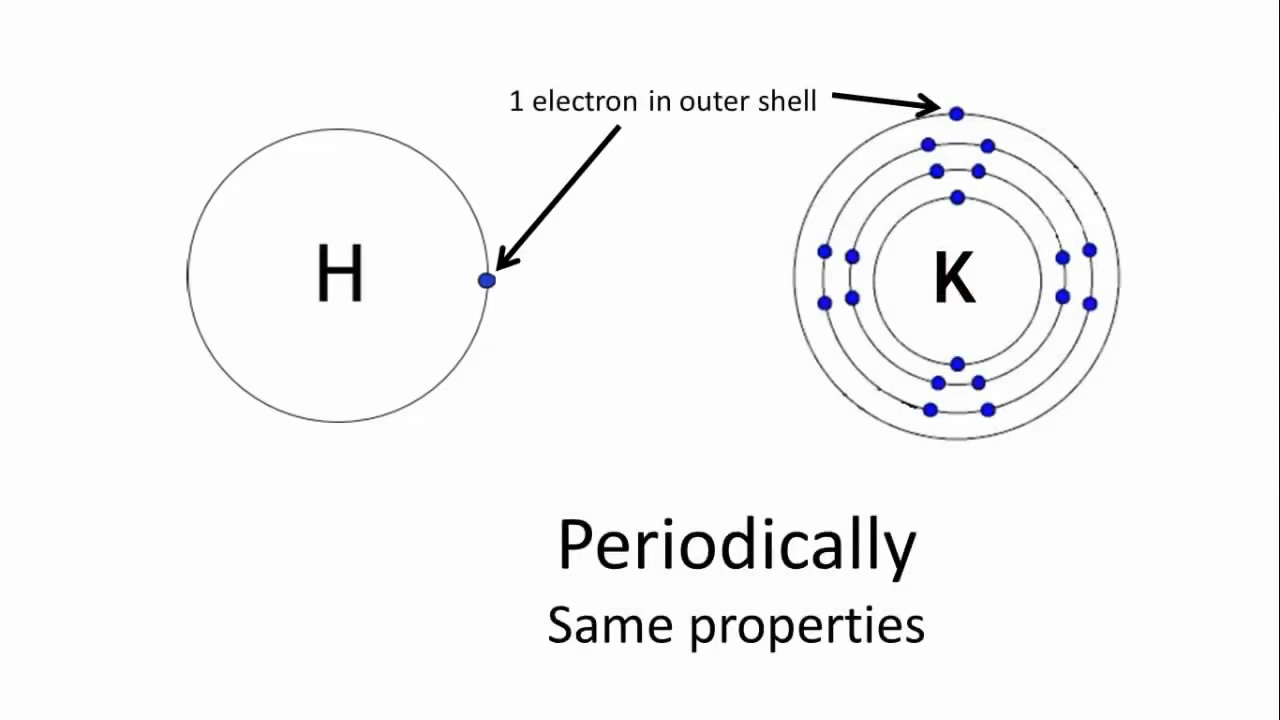 1 electron in outer shell
H
K
Periodically
Same properties